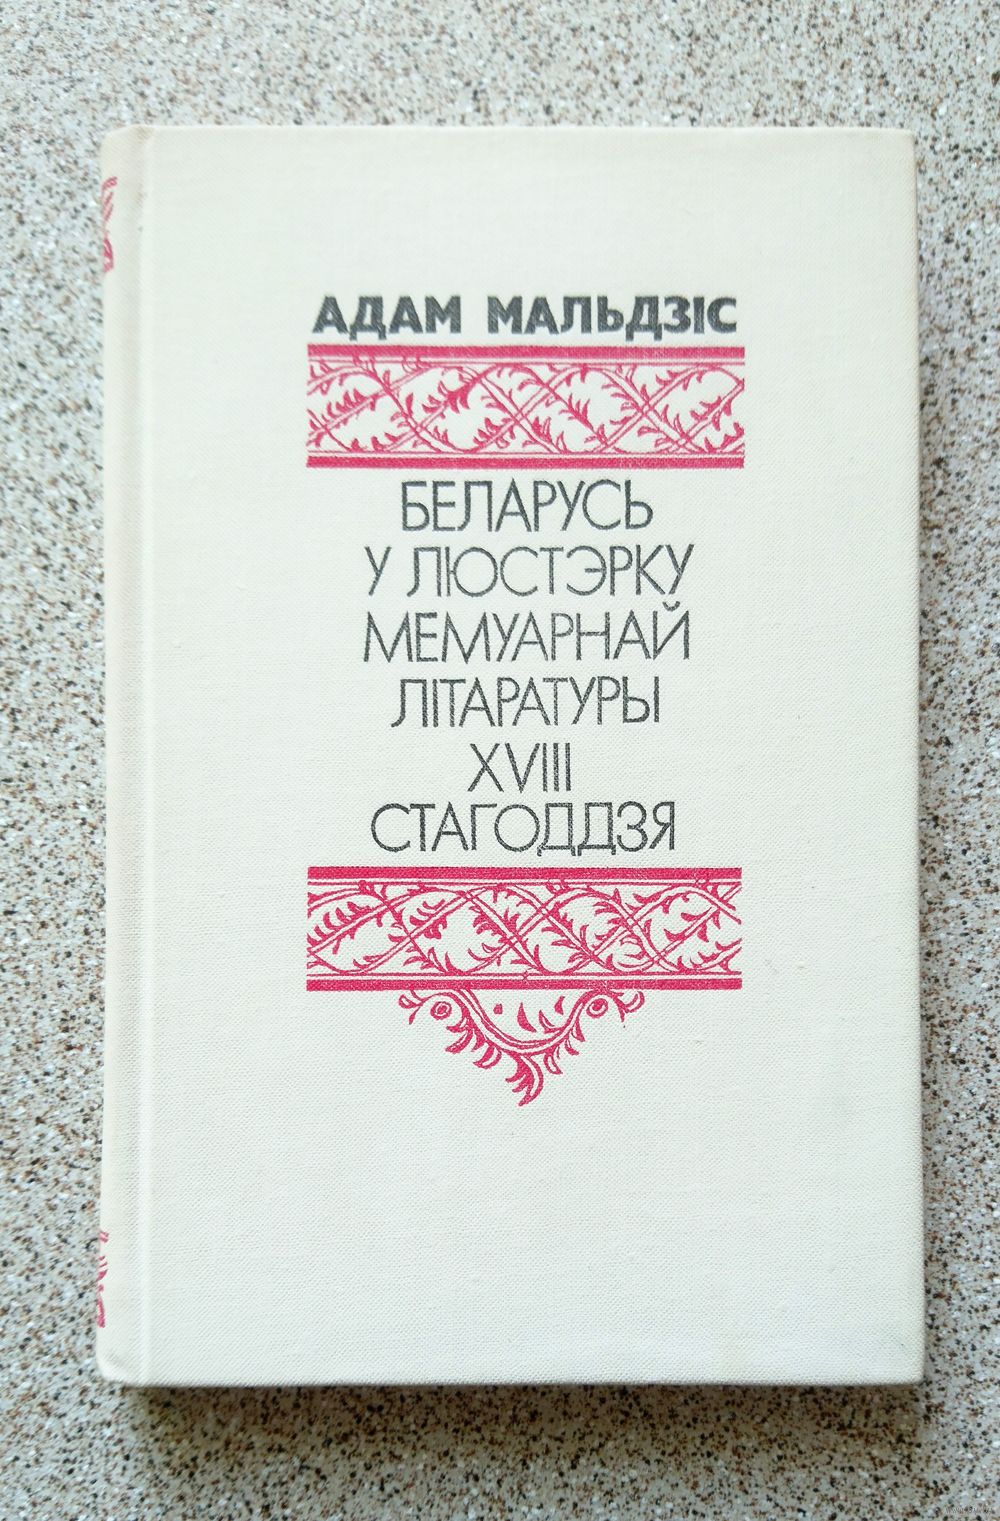 АДАМ МАЛЬДЗІС
БЕЛАРУСЬ
У ЛЮСТЭРКУ
МЕМУАРНАЙ
ЛІТАРАТУРЫ
XVIII
СТАГОДДЗЯ